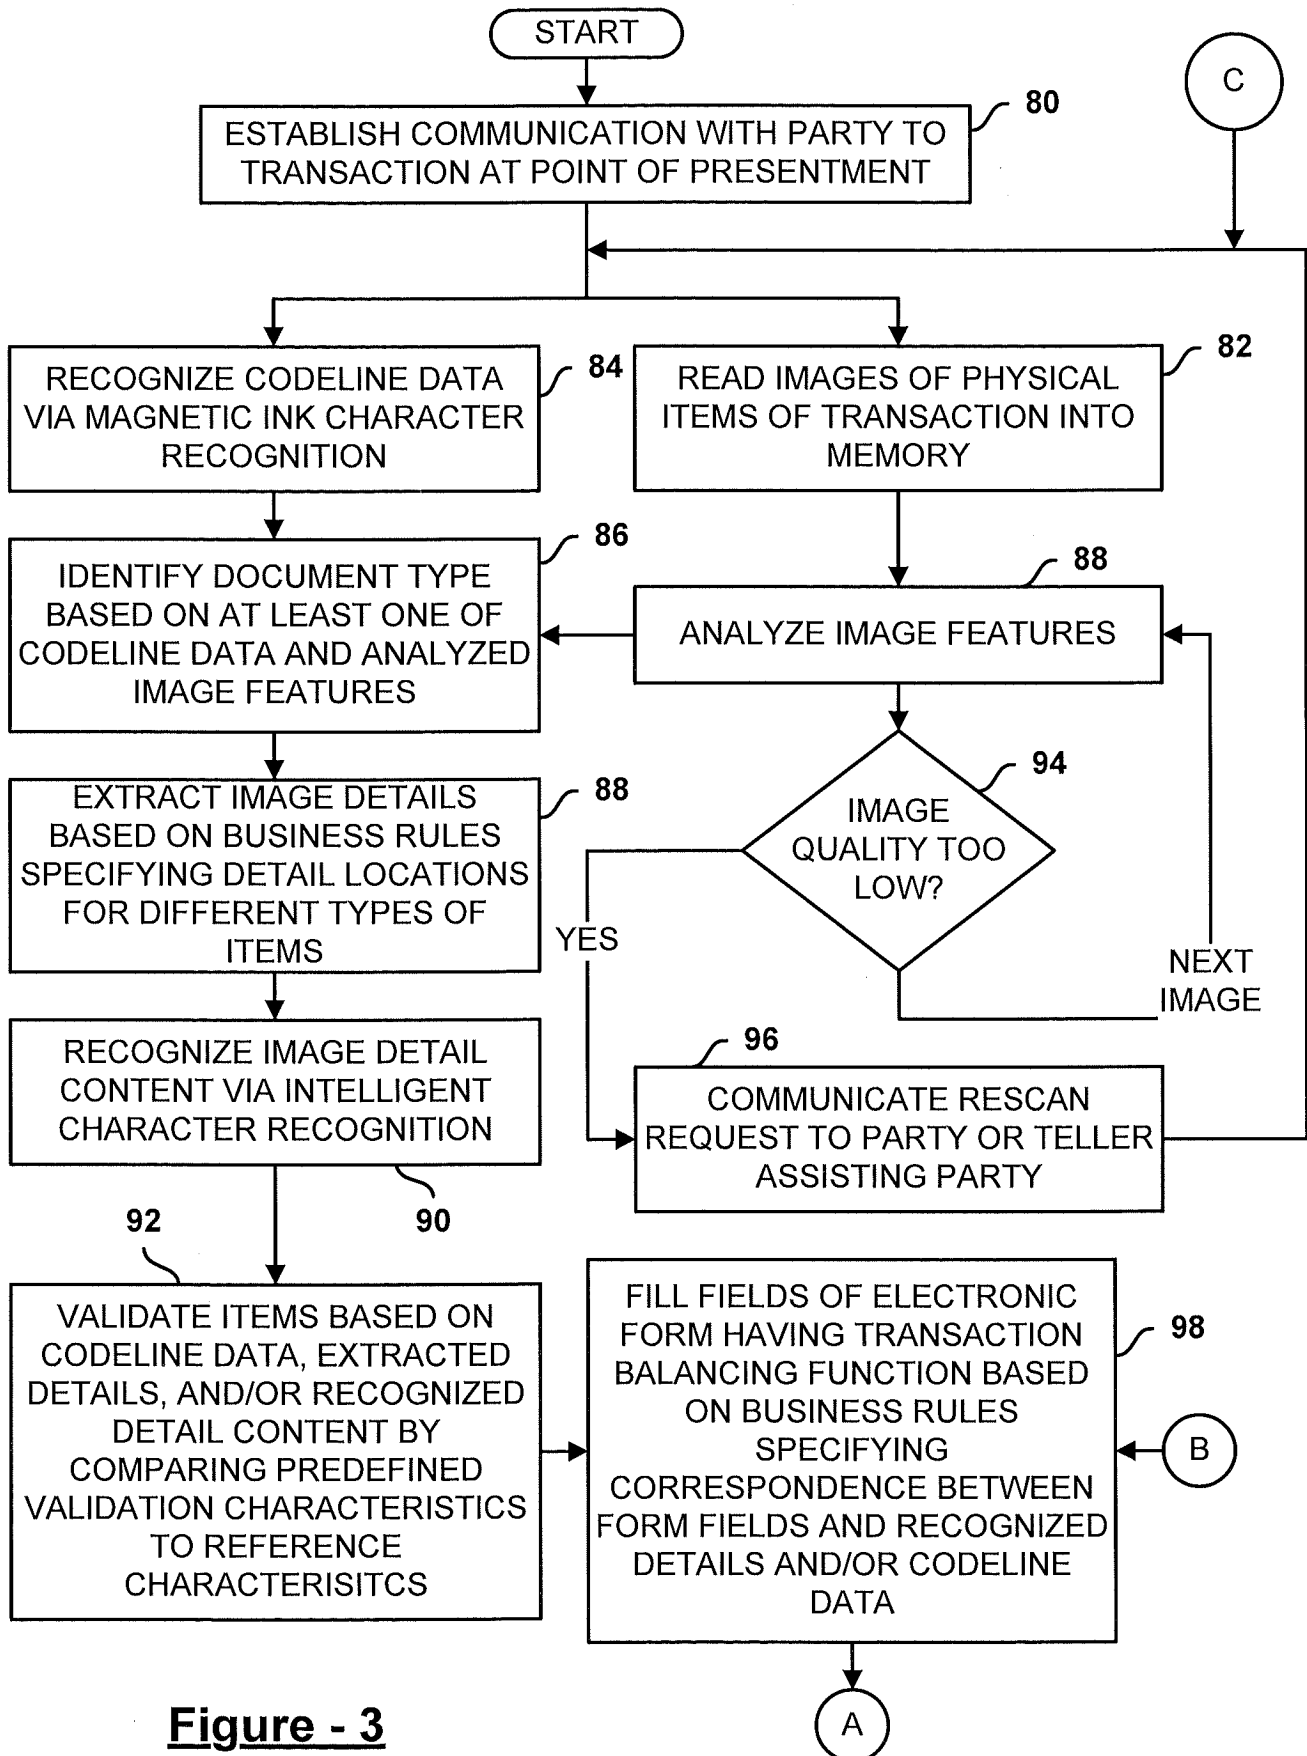 START
C
80
ESTABLISH COMMUNICATION WITH PARTY TO
TRANSACTION AT POINT OF PRESENTMENT
84
RECOGNIZE CODELINE DATA
VIA MAGNETIC INK CHARACTER
RECOGNITION
82
READ IMAGES OF PHYSICAL
ITEMS OF TRANSACTION INTO
MEMORY
86
IDENTIFY DOCUMENT TYPE
BASED ON AT LEAST ONE OF
CODELINE DATA AND ANALYZED
IMAGE FEATURES
88
ANALYZE IMAGE FEATURES
88
EXTRACT IMAGE DETAILS
BASED ON BUSINESS RULES
SPECIFYING DETAIL LOCATIONS
FOR DIFFERENT TYPES OF
ITEMS
94
IMAGE
QUALITY TOO
LOW?
YES
NEXT
IMAGE
RECOGNIZE IMAGE DETAIL
CONTENT VIA INTELLIGENT
CHARACTER RECOGNITION
90
96
COMMUNICATE RESCAN
REQUEST TO PARTY OR TELLER
ASSISTING PARTY
92
VALIDATE ITEMS BASED ON
CODELINE DATA, EXTRACTED
DETAILS, AND/OR RECOGNIZED
DETAIL CONTENT BY
COMPARING PREDEFINED
VALIDATION CHARACTERISTICS
TO REFERENCE
CHARACTERISITCS
98
FILL FIELDS OF ELECTRONIC
FORM HAVING TRANSACTION
BALANCING FUNCTION BASED
ON BUSINESS RULES
SPECIFYING
CORRESPONDENCE BETWEEN
FORM FIELDS AND RECOGNIZED
DETAILS AND/OR CODELINE
DATA
B
A
Figure - 3